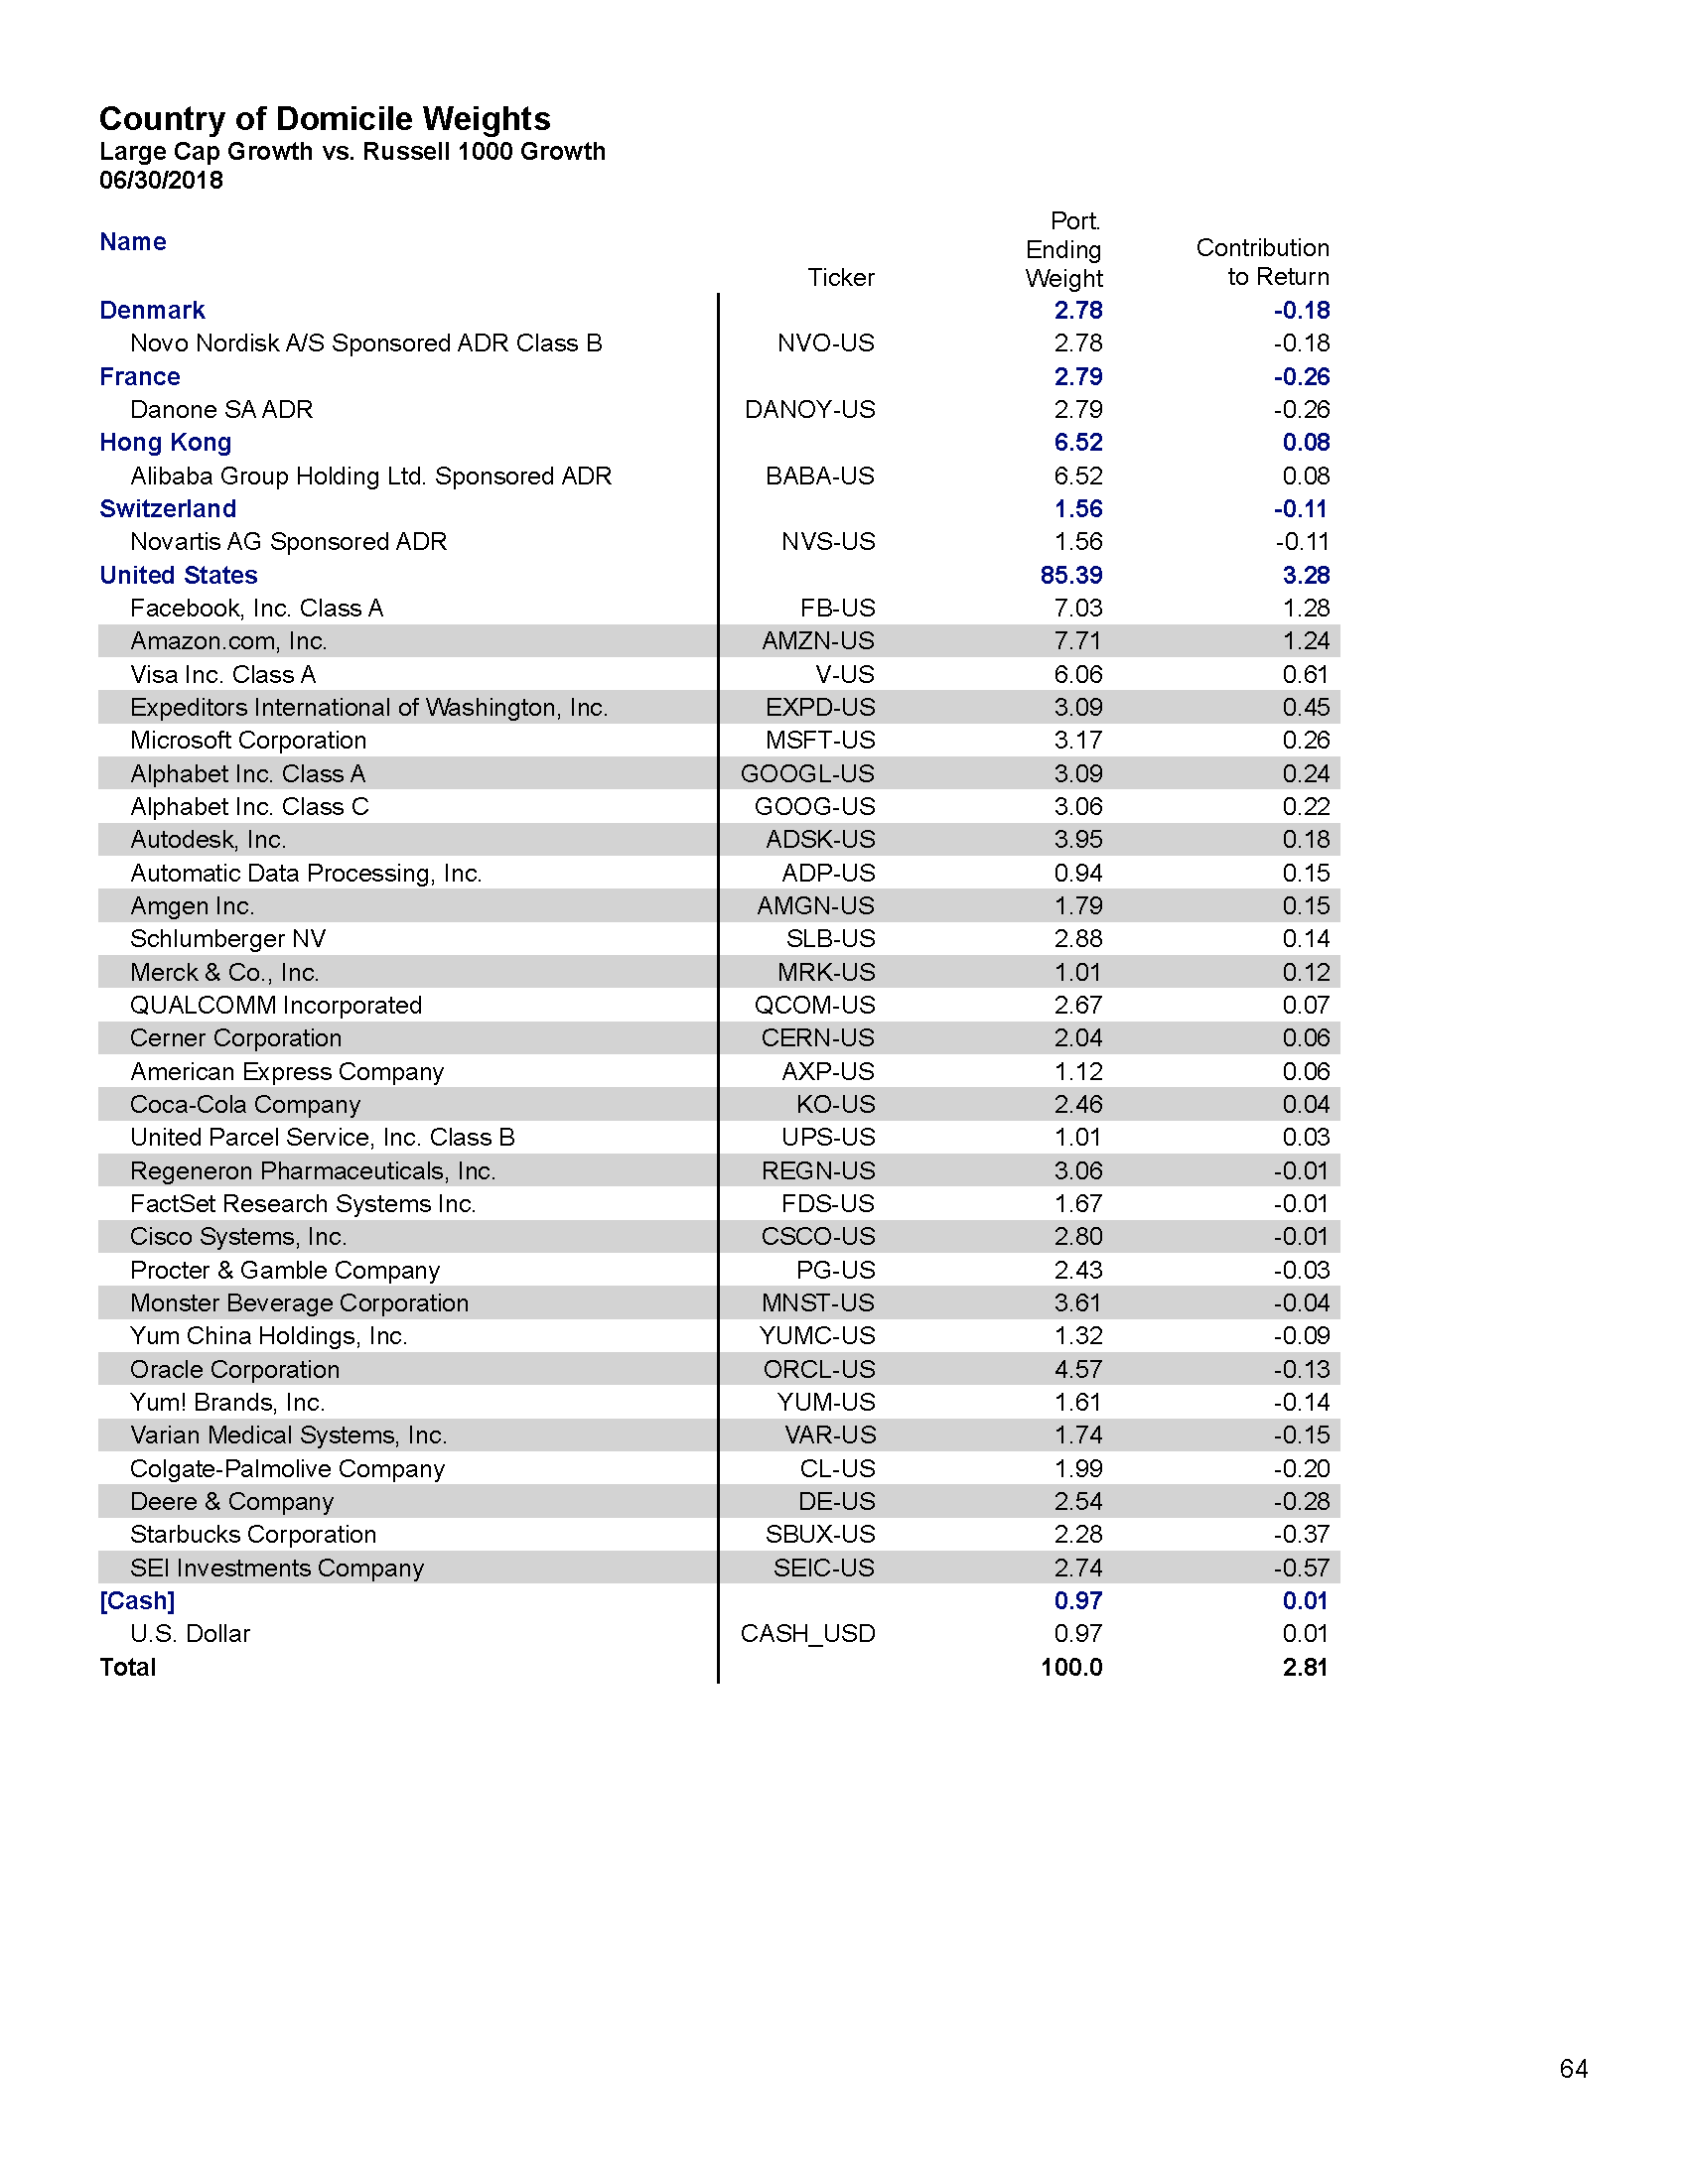 Country of Domicile Weights
Large Cap Growth vs. Russell 1000 Growth
06/30/2018
Name Ticker Port. Ending Weight Contribution to Return
Denmark 2.78 -0.18
Novo Nordisk A/S Sponsored ADR Class B NVO-US 2.78 -0.18
France 2.79 -0.26
Danone SA ADR DANOY-US 2.79 -0.26
Hong Kong 6.52 0.08
Alibaba Group Holding Ltd. Sponsored ADR BABA-US 6.52 0.08
Switzerland 1.56 -0.11
Novartis AG Sponsored ADR NVS-US 1.56 -0.11
United States 85.39 3.28
Facebook, Inc. Class A FB-US 7.03 1.28
Amazon.com, Inc. AMZN-US 7.71 1.24
Visa Inc. Class A V-US 6.06 0.61
Expeditors International of Washington, Inc. EXPD-US 3.09 0.45
Microsoft Corporation MSFT-US 3.17 0.26
Alphabet Inc. Class A GOOGL-US 3.09 0.24
Alphabet Inc. Class C GOOG-US 3.06 0.22
Autodesk, Inc. ADSK-US 3.95 0.18
Automatic Data Processing, Inc. ADP-US 0.94 0.15
Amgen Inc. AMGN-US 1.79 0.15
Schlumberger NV SLB-US 2.88 0.14
Merck & Co., Inc. MRK-US 1.01 0.12
QUALCOMM Incorporated QCOM-US 2.67 0.07
Cerner Corporation CERN-US 2.04 0.06
American Express Company AXP-US 1.12 0.06
Coca-Cola Company KO-US 2.46 0.04
United Parcel Service, Inc. Class B UPS-US 1.01 0.03
Regeneron Pharmaceuticals, Inc. REGN-US 3.06 -0.01
FactSet Research Systems Inc. FDS-US 1.67 -0.01
Cisco Systems, Inc. CSCO-US 2.80 -0.01
Procter & Gamble Company PG-US 2.43 -0.03
Monster Beverage Corporation MNST-US 3.61 -0.04
Yum China Holdings, Inc. YUMC-US 1.32 -0.09
Oracle Corporation ORCL-US 4.57 -0.13
Yum! Brands, Inc. YUM-US 1.61 -0.14
Varian Medical Systems, Inc. VAR-US 1.74 -0.15
Colgate-Palmolive Company CL-US 1.99 -0.20
Deere & Company DE-US 2.54 -0.28
Starbucks Corporation SBUX-US 2.28 -0.37
SEI Investments Company SEIC-US 2.74 -0.57
[Cash] 0.97 0.01
U.S. Dollar CASH_USD 0.97 0.01
Total 100.0 2.81
64